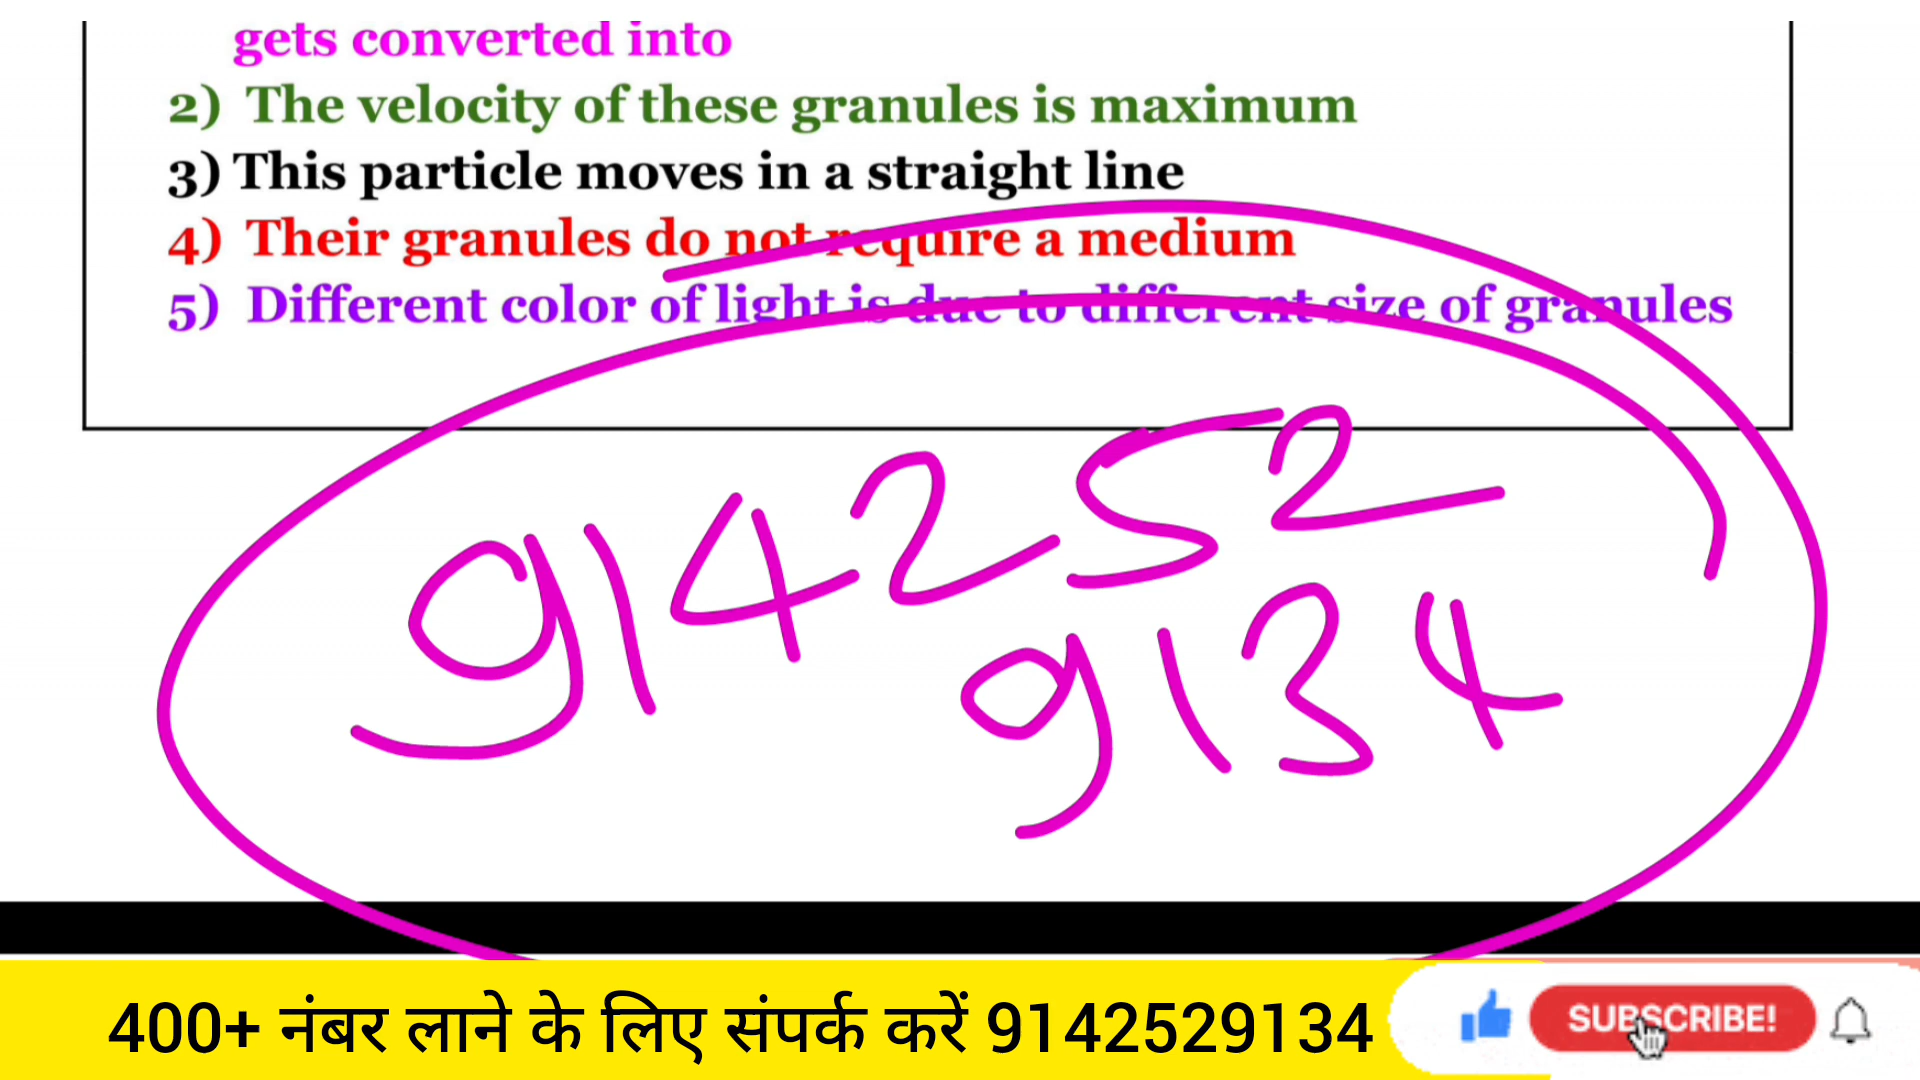 gets converted into
2) The velocity of these granules is maximum
3) This particle moves in a straight line
4) Their granules do not require a medium
5) Different color of light is due to different size of granules
914252
9134
400+ नंबर लाने के लिए संपर्क करें 9142529134
SUBSCRIBE!